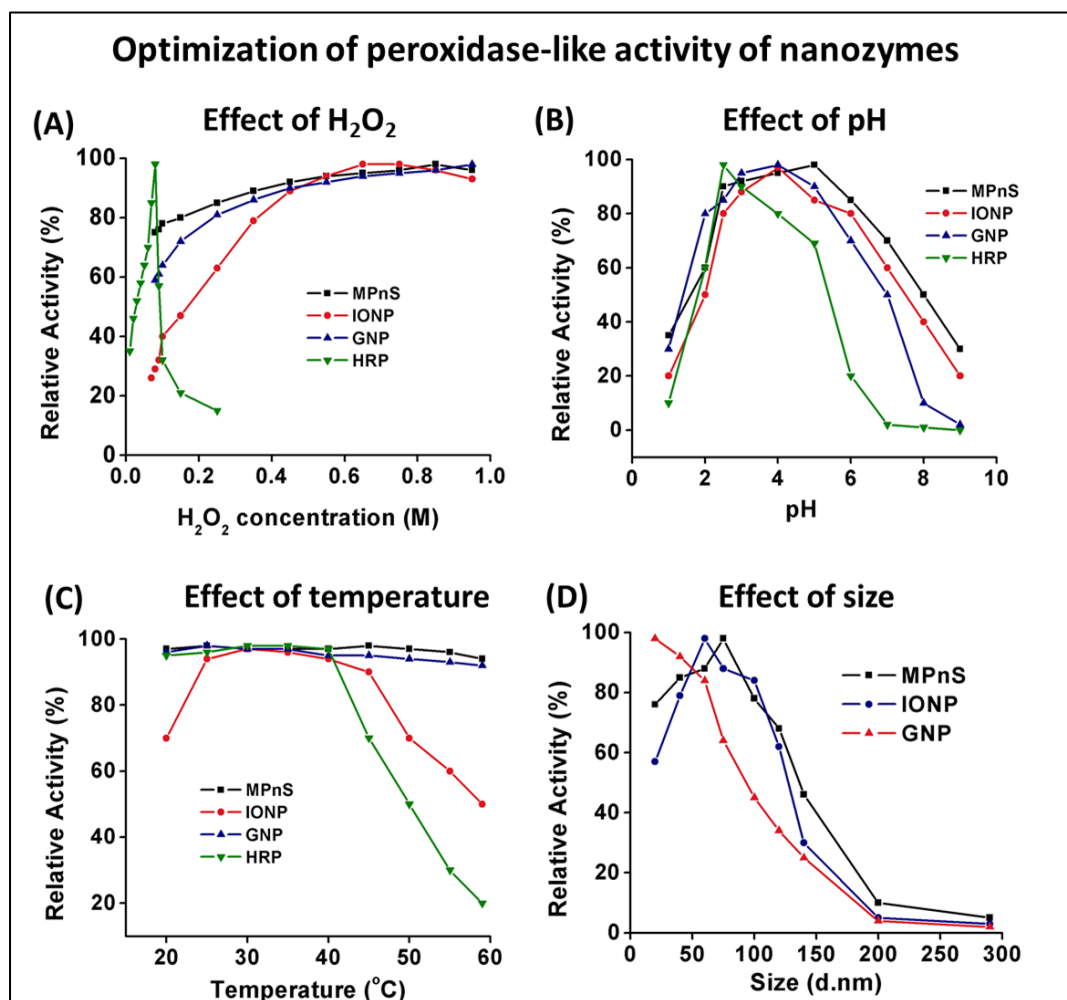 Optimization of peroxidase-like activity of nanozymes
(A) Effect of H₂O₂
Relative Activity (%)
100
80
60
40
20
0
MPnS
IONP
GNP
HRP
0.0 0.2 0.4 0.6 0.8 1.0
H₂O₂ concentration (M)
(B) Effect of pH
Relative Activity (%)
100
80
60
40
20
0
MPnS
IONP
GNP
HRP
0 2 4 6 8 10
pH
(C) Effect of temperature
Relative Activity (%)
100
80
60
40
20
MPnS
IONP
GNP
HRP
20 30 40 50 60
Temperature (°C)
(D) Effect of size
Relative Activity (%)
100
80
60
40
20
0
MPnS
IONP
GNP
0 50 100 150 200 250 300
Size (d.nm)